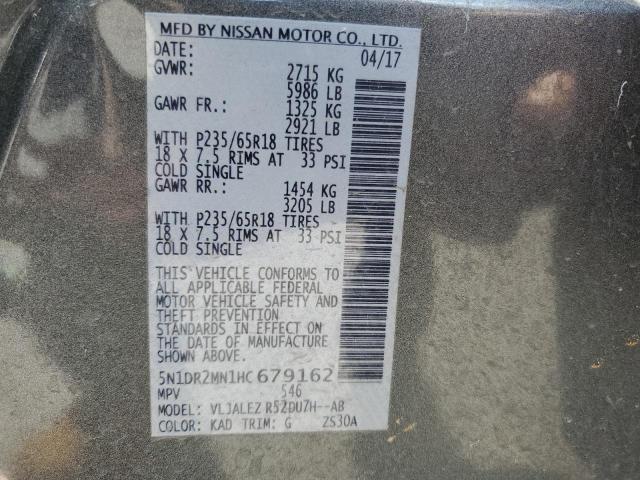 MFD BY NISSAN MOTOR CO., LTD.
DATE: 04/17
GVWR: 2715 KG
5986 LB
GAWR FR.: 1325 KG
2921 LB
WITH P235/65R18 TIRES
18 X 7.5 RIMS AT 33 PSI
COLD SINGLE
GAWR RR.: 1454 KG
3205 LB
WITH P235/65R18 TIRES
18 X 7.5 RIMS AT 33 PSI
COLD SINGLE
THIS VEHICLE CONFORMS TO
ALL APPLICABLE FEDERAL
MOTOR VEHICLE SAFETY AND
THEFT PREVENTION
STANDARDS IN EFFECT ON
THE DATE OF MANUFACTURE
SHOWN ABOVE.
5N1DR2MN1HC679162
MPV 546
MODEL: VLJALEZ R52DU7H--AB
COLOR: KAD TRIM: G ZS30A